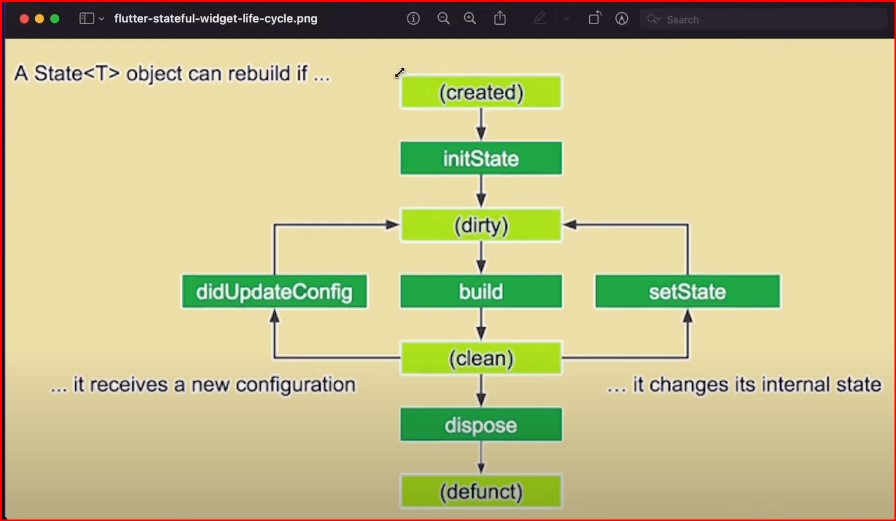 flutter-stateful-widget-life-cycle.png
Search
A State<T> object can rebuild if ...
(created)
initState
(dirty)
didUpdateConfig
build
setState
(clean)
... it receives a new configuration
... it changes its internal state
dispose
(defunct)